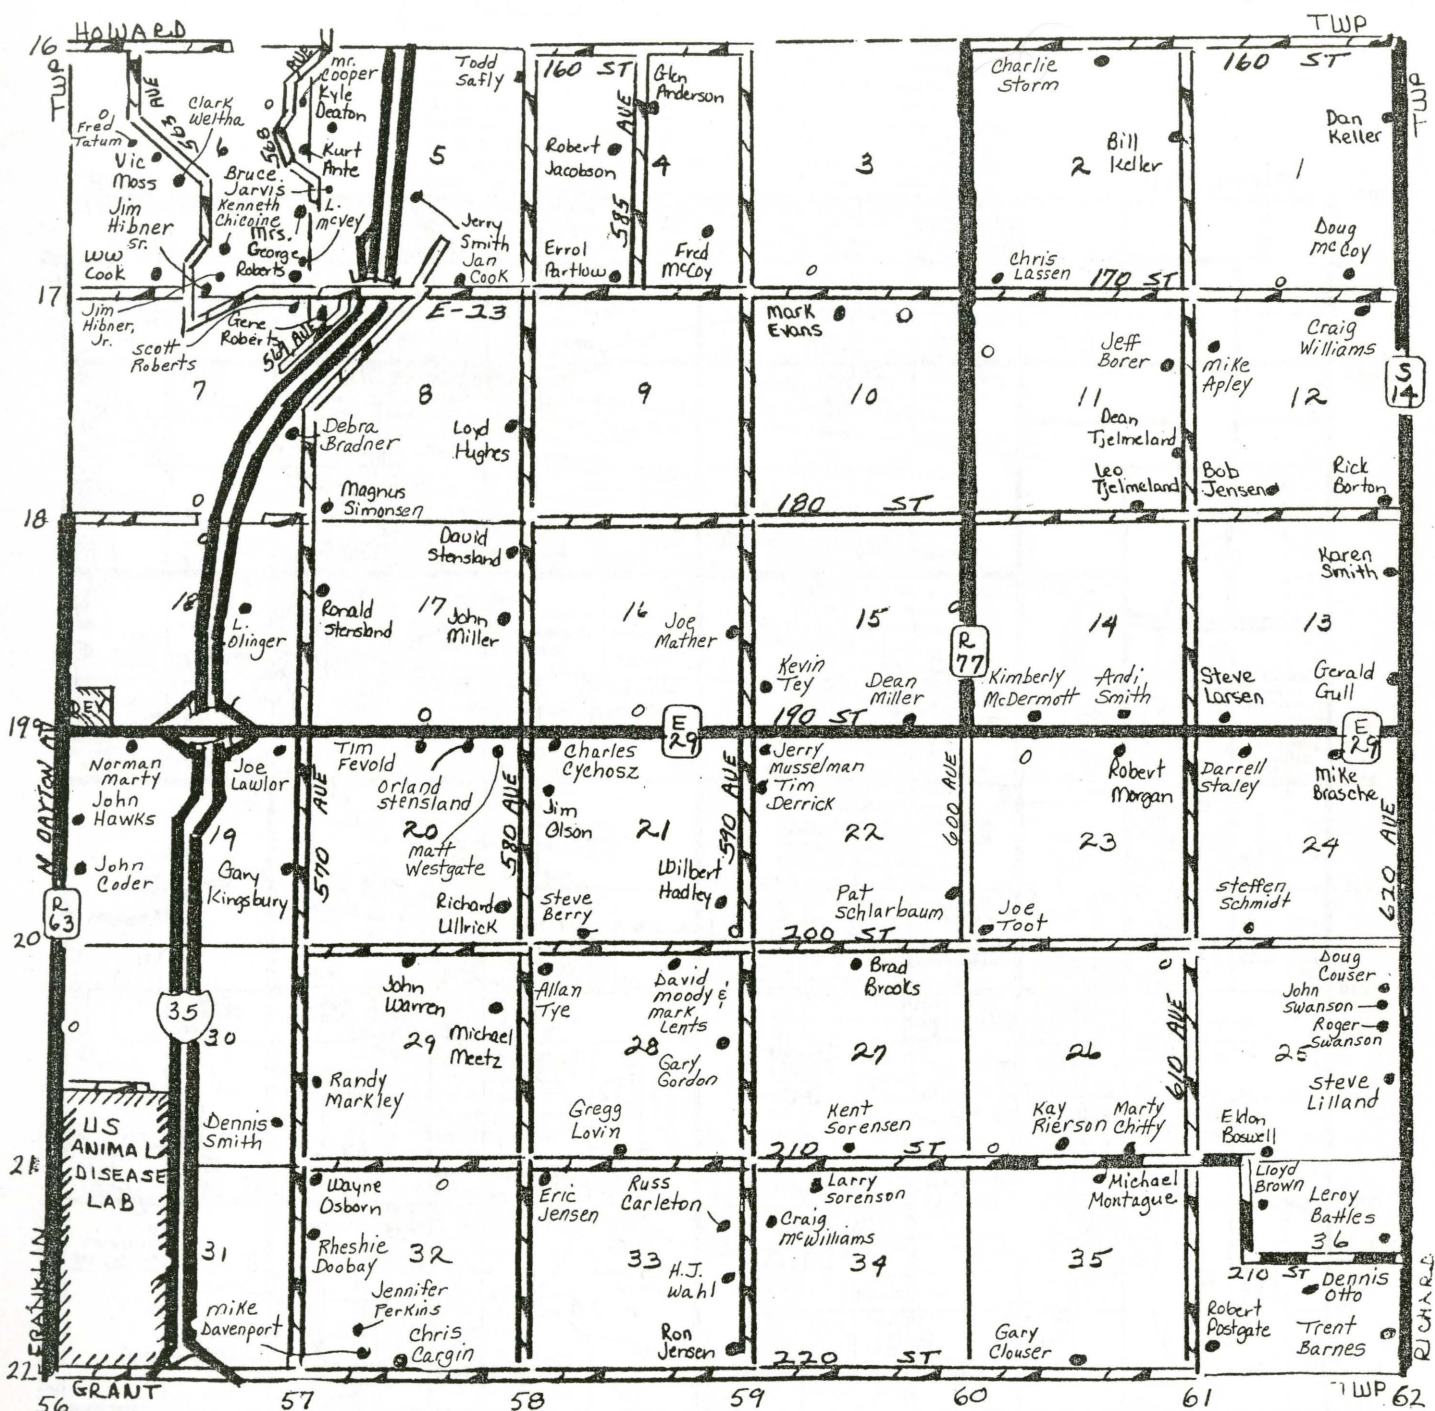 16 HOWARD
TWP
TWP
563 AVE
568 AVE
160 ST
585 AVE
160 ST
TWP
Mr.
Cooper
Kyle
Deaton
Todd
Safly
Glen
Anderson
Charlie
Storm
Dan
Keller
Fred
Tatum
Clark
Weltha
6
Vic
Moss
Kurt
Ante
5
Robert
Jacobson
4
3
2
Bill
Keller
1
Jim
Hibner
Sr.
Bruce
Jarvis
Kenneth
Chicoine
L.
McVey
Mrs.
George
Roberts
WW
Cook
Jerry
Smith
Jan
Cook
Errol
Partlow
Fred
McCoy
Chris
Lassen
Doug
McCoy
170 ST
17
E-23
Jim
Hibner,
Jr.
Scott
Roberts
Gene
Roberts
569 AVE
Mark
Evans
Jeff
Borer
Mike
Apley
Craig
Williams
S
14
7
8
9
10
11
12
Debra
Bradner
Loyd
Hughes
Dean
Tjelmeland
Leo
Tjelmeland
Bob
Jensen
Rick
Borton
Magnus
Simonsen
180 ST
18
David
Stensland
Karen
Smith
18
L.
Olinger
Ronald
Stensland
17
John
Miller
16
Joe
Mather
15
14
13
R
77
Kevin
Tey
Dean
Miller
Kimberly
McDermott
Andi
Smith
Steve
Larsen
Gerald
Gull
DEV
190 ST
E
29
E
29
19
N DAYTON AV
Norman
Marty
Joe
Lawlor
Tim
Fevold
Orland
Stensland
Charles
Cychosz
Jerry
Musselman
Tim
Derrick
Robert
Morgan
Darrell
Staley
Mike
Brasche
John
Hawks
570 AVE
580 AVE
590 AVE
600 AVE
620 AVE
Jim
Olson
19
20
21
22
23
24
John
Coder
Gary
Kingsbury
Matt
Westgate
Wilbert
Hadley
Richard
Ullrick
Steve
Berry
Pat
Schlarbaum
Joe
Toot
Steffen
Schmidt
R
63
20
200 ST
John
Warren
Allan
Tye
David
Moody &
Mark
Lents
Brad
Brooks
Doug
Couser
John
Swanson
Roger
Swanson
35
30
29
Michael
Meetz
28
Gary
Gordon
27
26
610 AVE
25
Steve
Lilland
Randy
Markley
US
ANIMAL
DISEASE
LAB
Dennis
Smith
Gregg
Lovin
Kent
Sorensen
Kay
Rierson
Marty
Chitty
Eldon
Boswell
210 ST
21
Wayne
Osborn
Eric
Jensen
Russ
Carleton
Larry
Sorenson
Michael
Montague
Lloyd
Brown
Leroy
Battles
Craig
McWilliams
Rheshie
Doobay
31
32
33
34
35
36
210 ST
H.J.
Wahl
Dennis
Otto
Jennifer
Perkins
Mike
Davenport
Chris
Cargin
Ron
Jensen
Gary
Clouser
Robert
Postgate
Trent
Barnes
FRANKLIN
RICHARD
220 ST
22
GRANT
TWP
56 57 58 59 60 61 62